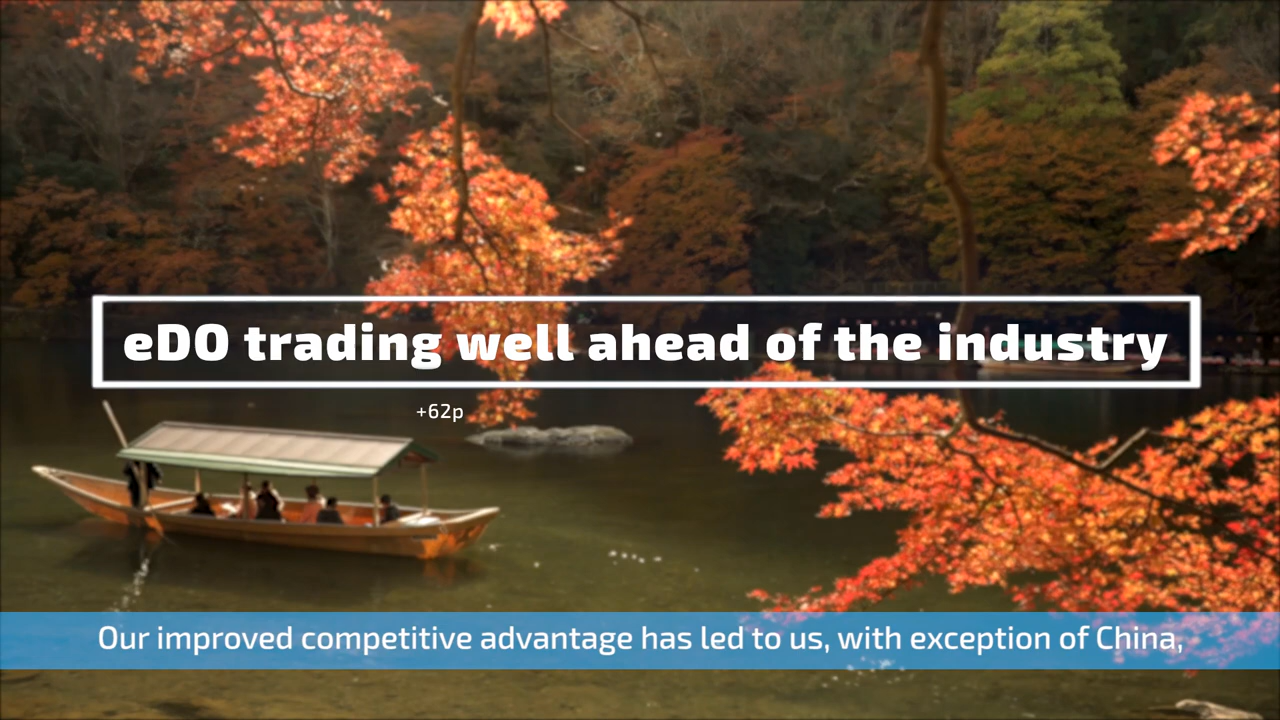 eDO trading well ahead of the industry
+62p
Our improved competitive advantage has led to us, with exception of China,